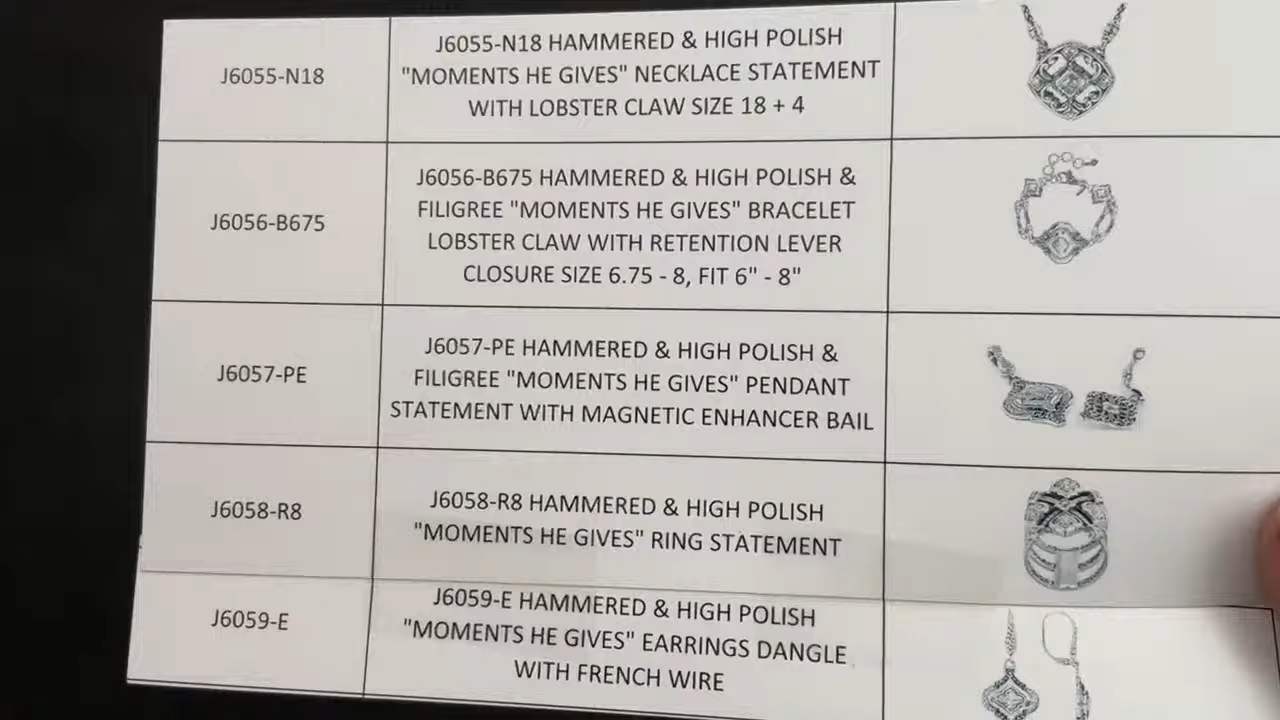 J6055-N18
J6055-N18 HAMMERED & HIGH POLISH
"MOMENTS HE GIVES" NECKLACE STATEMENT
WITH LOBSTER CLAW SIZE 18 + 4
J6056-B675
J6056-B675 HAMMERED & HIGH POLISH &
FILIGREE "MOMENTS HE GIVES" BRACELET
LOBSTER CLAW WITH RETENTION LEVER
CLOSURE SIZE 6.75 - 8, FIT 6" - 8"
J6057-PE
J6057-PE HAMMERED & HIGH POLISH &
FILIGREE "MOMENTS HE GIVES" PENDANT
STATEMENT WITH MAGNETIC ENHANCER BAIL
J6058-R8
J6058-R8 HAMMERED & HIGH POLISH
"MOMENTS HE GIVES" RING STATEMENT
J6059-E
J6059-E HAMMERED & HIGH POLISH
"MOMENTS HE GIVES" EARRINGS DANGLE
WITH FRENCH WIRE